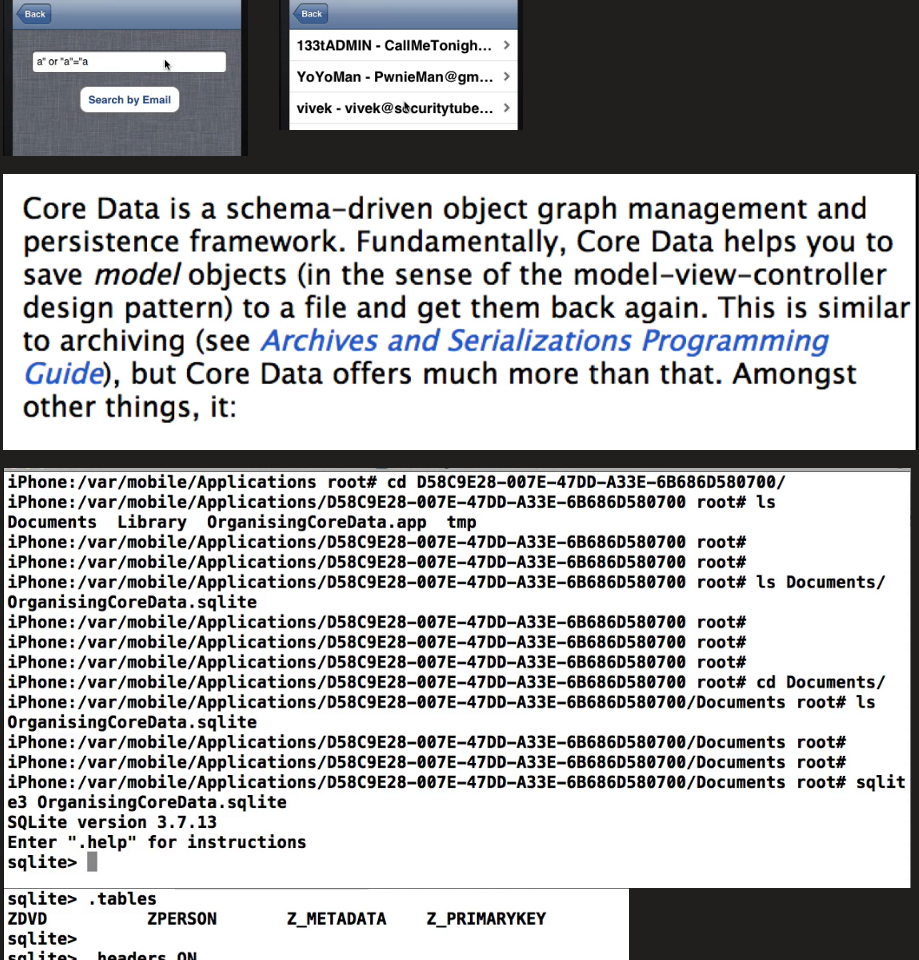 Back
a" or "a"="a
Search by Email
Back
133tADMIN - CallMeTonigh...
YoYoMan - PwnieMan@gm...
vivek - vivek@securitytube...
Core Data is a schema-driven object graph management and
persistence framework. Fundamentally, Core Data helps you to
save model objects (in the sense of the model-view-controller
design pattern) to a file and get them back again. This is similar
to archiving (see Archives and Serializations Programming
Guide), but Core Data offers much more than that. Amongst
other things, it:
iPhone:/var/mobile/Applications root# cd D58C9E28-007E-47DD-A33E-6B686D580700/
iPhone:/var/mobile/Applications/D58C9E28-007E-47DD-A33E-6B686D580700 root# ls
Documents  Library  OrganisingCoreData.app  tmp
iPhone:/var/mobile/Applications/D58C9E28-007E-47DD-A33E-6B686D580700 root#
iPhone:/var/mobile/Applications/D58C9E28-007E-47DD-A33E-6B686D580700 root#
iPhone:/var/mobile/Applications/D58C9E28-007E-47DD-A33E-6B686D580700 root# ls Documents/
OrganisingCoreData.sqlite
iPhone:/var/mobile/Applications/D58C9E28-007E-47DD-A33E-6B686D580700 root#
iPhone:/var/mobile/Applications/D58C9E28-007E-47DD-A33E-6B686D580700 root#
iPhone:/var/mobile/Applications/D58C9E28-007E-47DD-A33E-6B686D580700 root#
iPhone:/var/mobile/Applications/D58C9E28-007E-47DD-A33E-6B686D580700 root# cd Documents/
iPhone:/var/mobile/Applications/D58C9E28-007E-47DD-A33E-6B686D580700/Documents root# ls
OrganisingCoreData.sqlite
iPhone:/var/mobile/Applications/D58C9E28-007E-47DD-A33E-6B686D580700/Documents root#
iPhone:/var/mobile/Applications/D58C9E28-007E-47DD-A33E-6B686D580700/Documents root#
iPhone:/var/mobile/Applications/D58C9E28-007E-47DD-A33E-6B686D580700/Documents root# sqlit
e3 OrganisingCoreData.sqlite
SQLite version 3.7.13
Enter ".help" for instructions
sqlite>
sqlite> .tables
ZDVD  ZPERSON  Z_METADATA  Z_PRIMARYKEY
sqlite>
sqlite> .headers ON